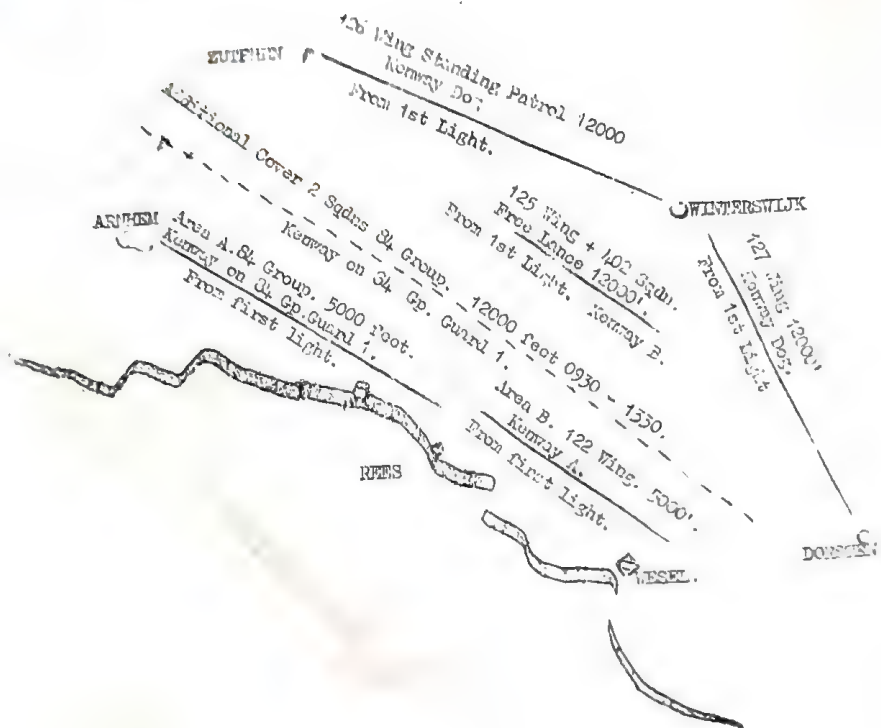 ZUTPHEN
126 Wing Standing Patrol 12000
Kenway Dog
From 1st Light.
WINTERSWIJK
Additional Cover 2 Sqdns 84 Group. - 12000 feet 0930 - 1330.
Kenway on 84 Gp. Guard 1.
125 Wing + 402 Sqdn.
Free Lance 12000'.
From 1st Light. Kenway B.
127 Wing 12000'
Kenway Dog.
From 1st Light
ARNHEM
Area A. 84 Group. 5000 feet.
Kenway on 84 Gp. Guard 1.
From first light.
Area B. 122 Wing. 5000'.
Kenway A.
From first light.
REES
DORSTEN
WESEL.